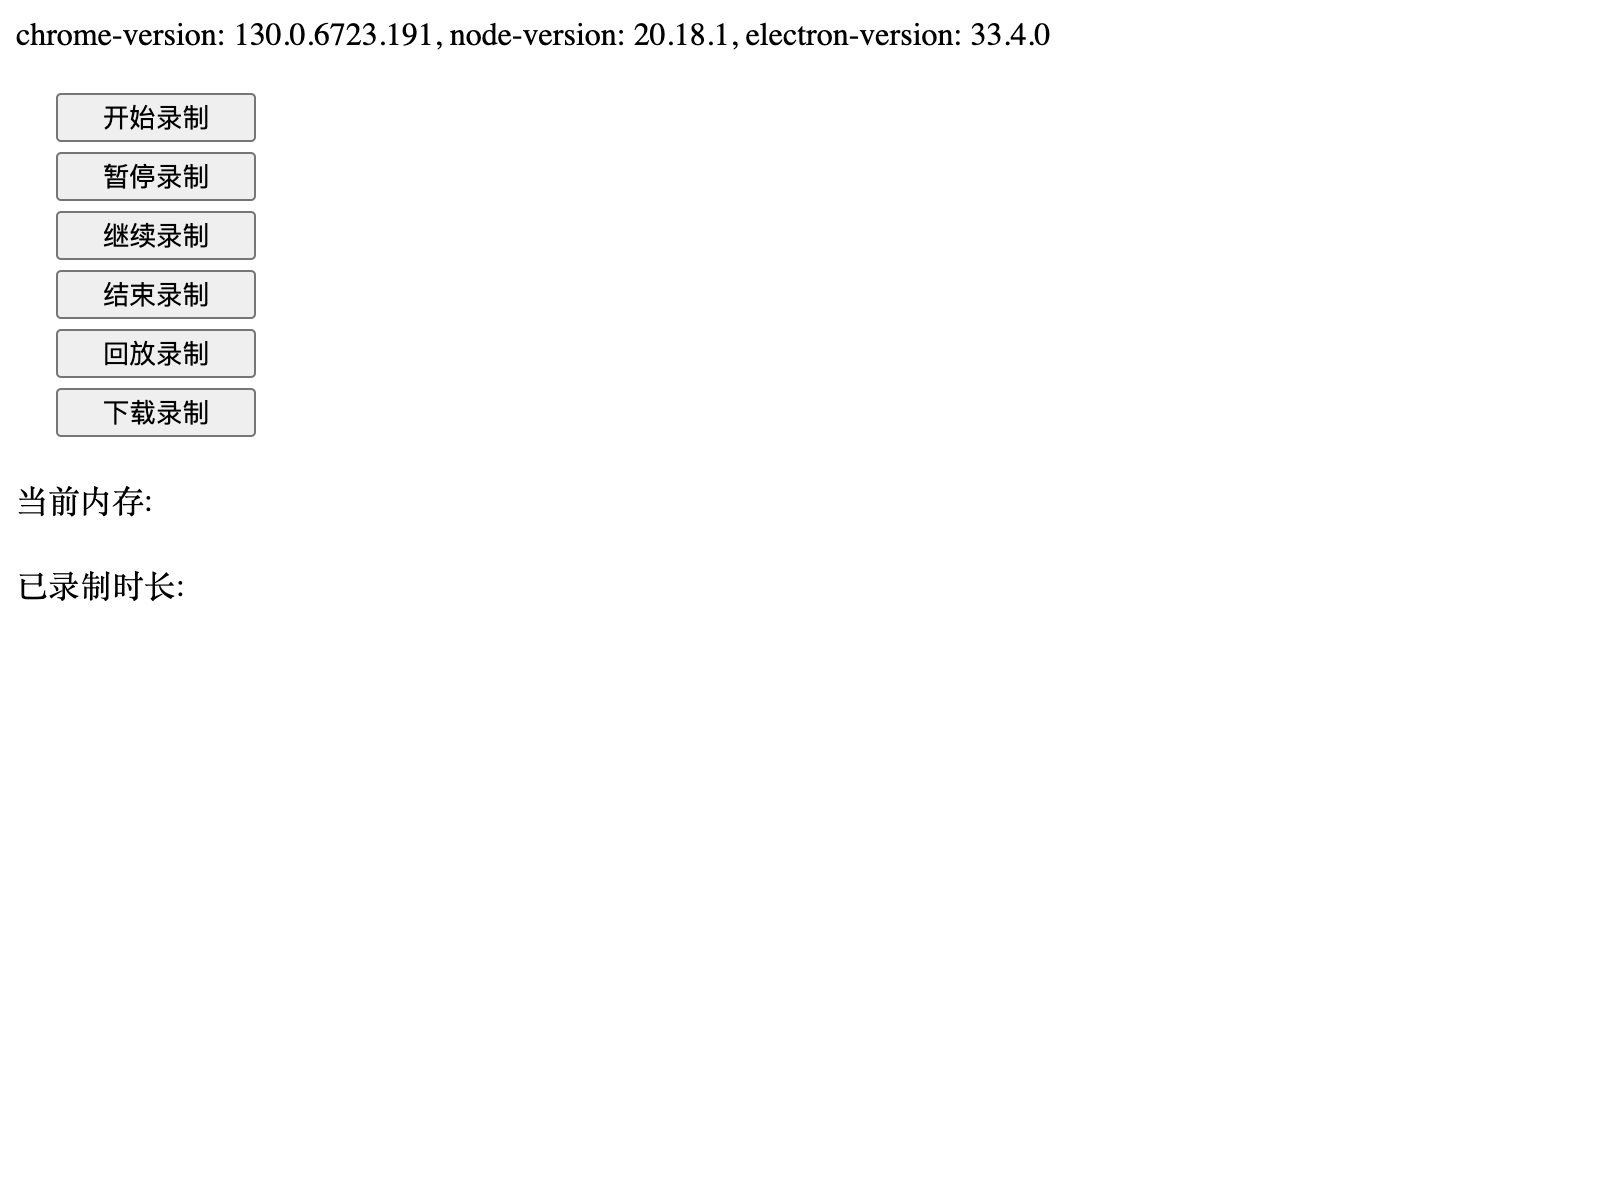 chrome-version: 130.0.6723.191, node-version: 20.18.1, electron-version: 33.4.0
开始录制
暂停录制
继续录制
结束录制
回放录制
下载录制
当前内存:
已录制时长: